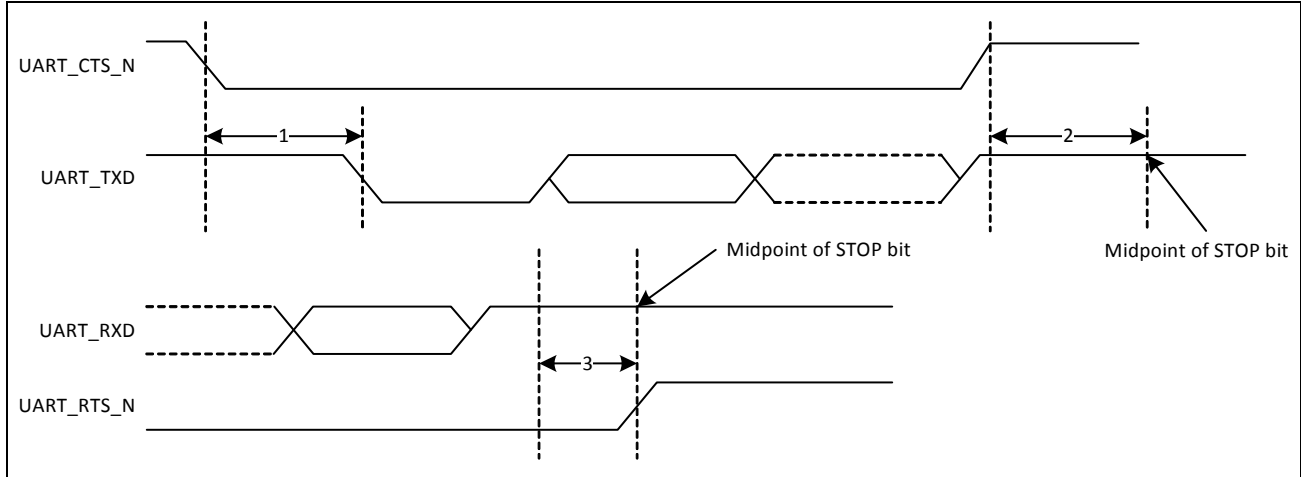 UART_CTS_N
1
2
UART_TXD
Midpoint of STOP bit
Midpoint of STOP bit
UART_RXD
3
UART_RTS_N